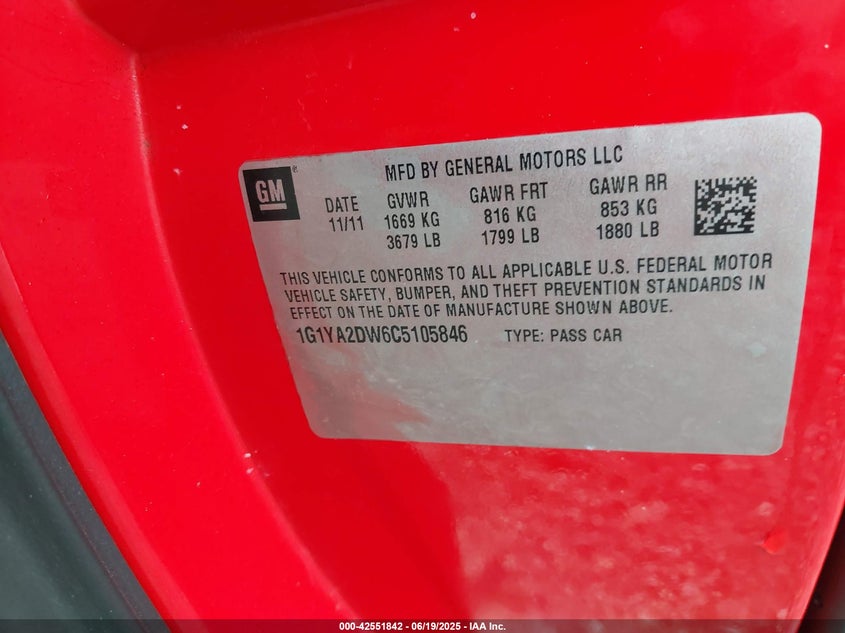 MFD BY GENERAL MOTORS LLC
GM
DATE GVWR GAWR FRT GAWR RR
11/11 1669 KG 816 KG 853 KG
3679 LB 1799 LB 1880 LB
THIS VEHICLE CONFORMS TO ALL APPLICABLE U.S. FEDERAL MOTOR
VEHICLE SAFETY, BUMPER, AND THEFT PREVENTION STANDARDS IN
EFFECT ON THE DATE OF MANUFACTURE SHOWN ABOVE.
1G1YA2DW6C5105846 TYPE: PASS CAR
000-42551842 - 06/19/2025 - IAA Inc.